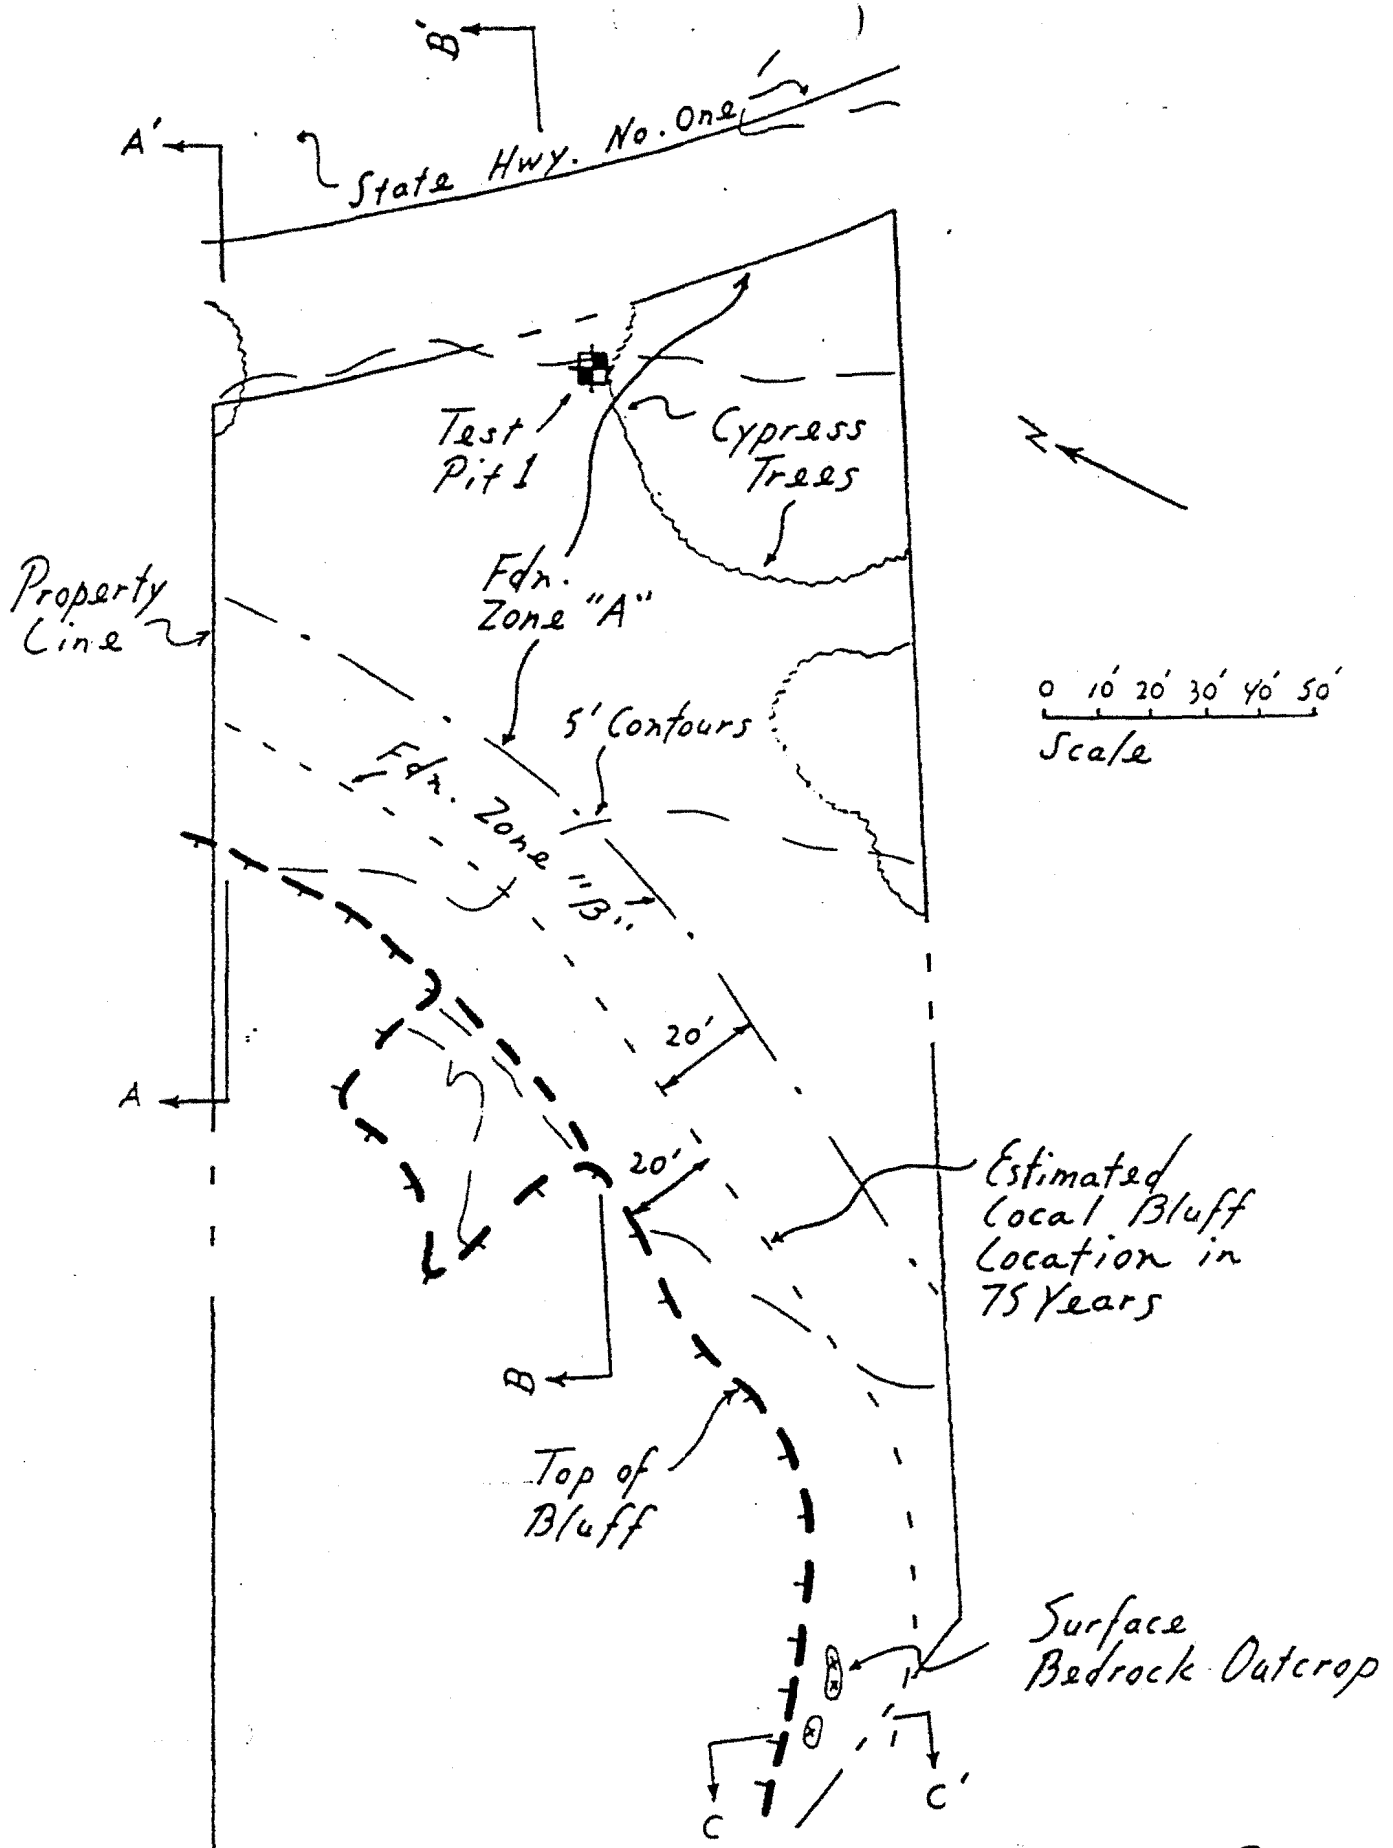 B'
A'
State Hwy. No. One
Test
Pit 1
Cypress
Trees
N
Property
Line
Fdn.
Zone "A"
0 10' 20' 30' 40' 50'
Scale
5' Contours
Fdn. Zone "B"
20'
A
20'
Estimated
Local Bluff
Location in
75 Years
B
Top of
Bluff
Surface
Bedrock Outcrop
C
C'